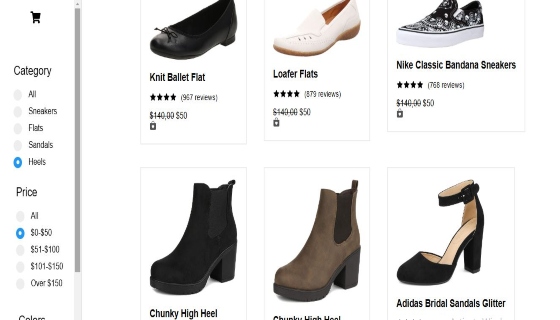 Category
All
Sneakers
Flats
Sandals
Heels
Price
All
$0-$50
$51-$100
$101-$150
Over $150
Colors
Knit Ballet Flat
(967 reviews)
$140,00 $50
Loafer Flats
(879 reviews)
$140,00 $50
Nike Classic Bandana Sneakers
(768 reviews)
$140,00 $50
Chunky High Heel
Chunky High Heel
Adidas Bridal Sandals Glitter